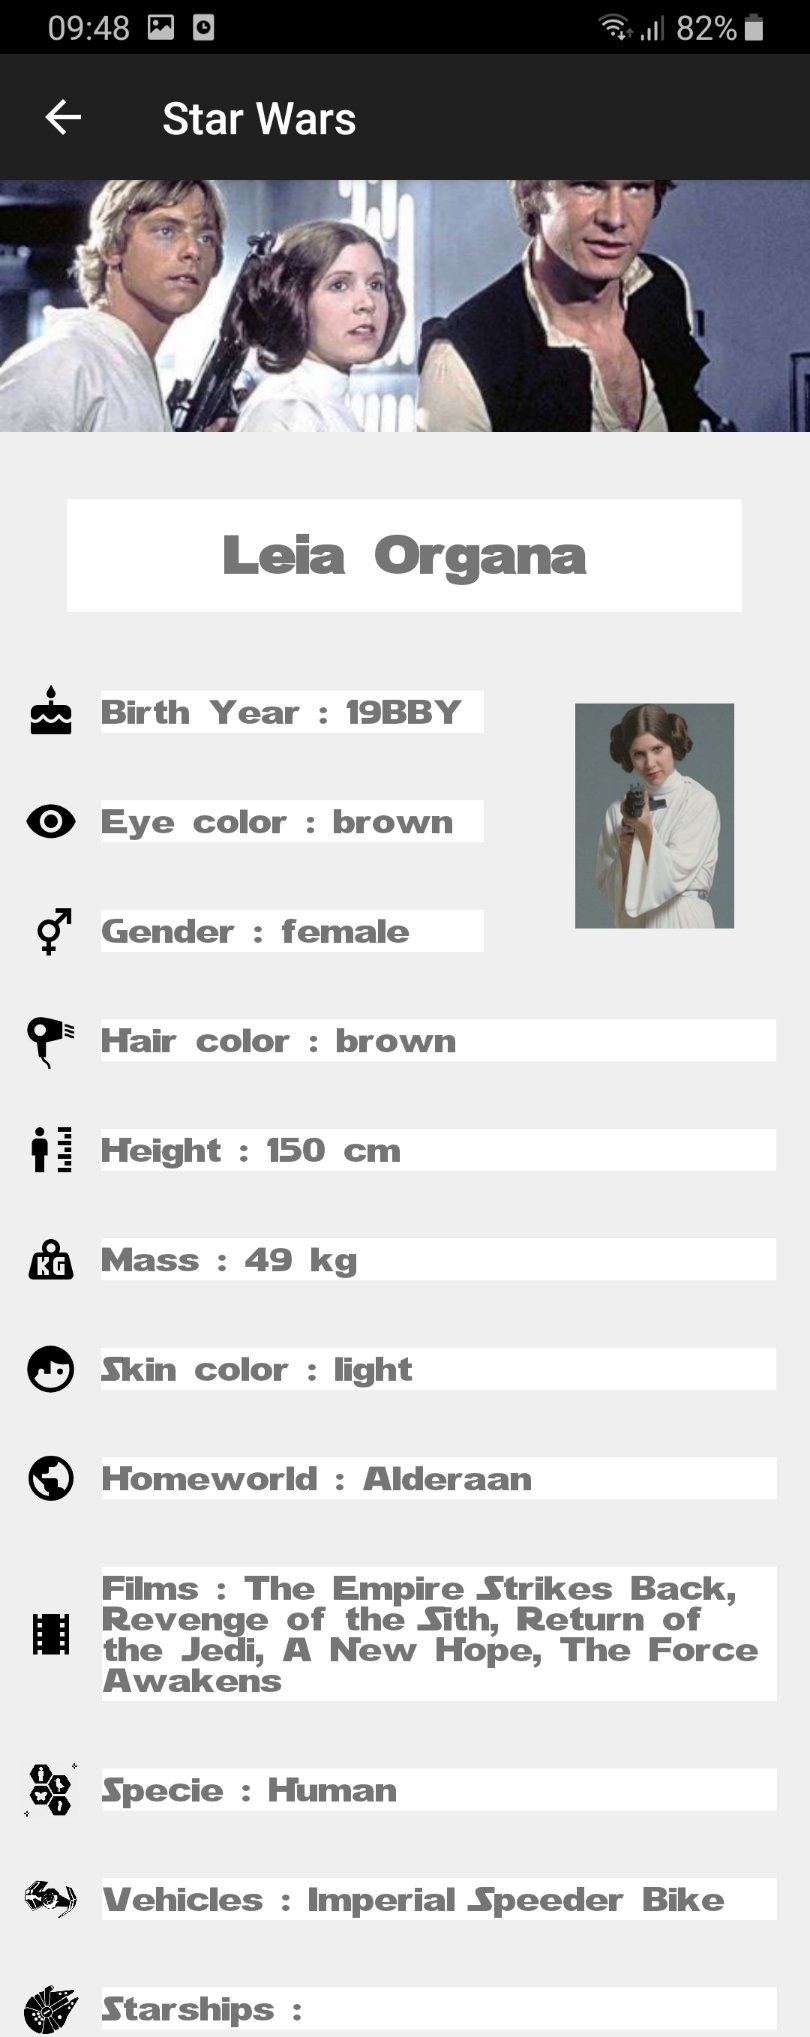 09:48
82%
Star Wars
Leia Organa
Birth Year : 19BBY
Eye color : brown
Gender : female
Hair color : brown
Height : 150 cm
KG
Mass : 49 kg
Skin color : light
Homeworld : Alderaan
Films : The Empire Strikes Back,
Revenge of the Sith, Return of
the Jedi, A New Hope, The Force
Awakens
Specie : Human
Vehicles : Imperial Speeder Bike
Starships :